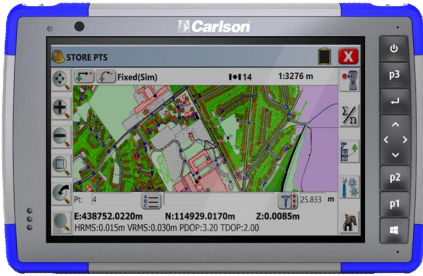 Carlson
STORE PTS
Fixed(Sim) 14 1:3276 m
Σ/n
Pt: 4 25.833 m
E:438752.0220m N:114929.0170m Z:0.0085m
HRMS:0.015m VRMS:0.030m PDOP:3.20 TDOP:2.00
p3
p2
p1